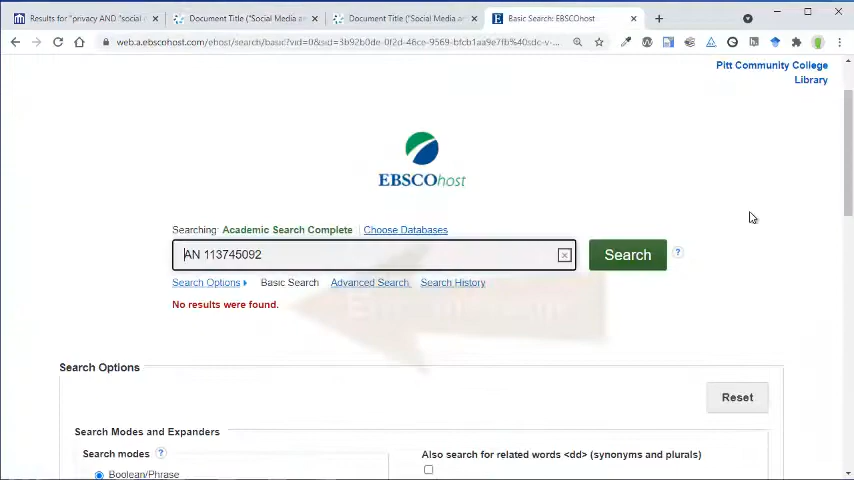 Results for "privacy AND "social
Document Title ("Social Media a
Document Title ("Social Media a
Basic Search: EBSCOhost
web.a.ebscohost.com/ehost/search/basic?vid=0&sid=3b92b0de-0f2d-46ce-9569-bfcb1aa9e7fb%40sdc-v-...
Pitt Community College
Library
EBSCOhost
Searching: Academic Search Complete Choose Databases
AN 113745092
Search
?
Search Options Basic Search Advanced Search Search History
No results were found.
Search Options
Reset
Search Modes and Expanders
Search modes ?
Also search for related words <dd> (synonyms and plurals)
Boolean/Phrase